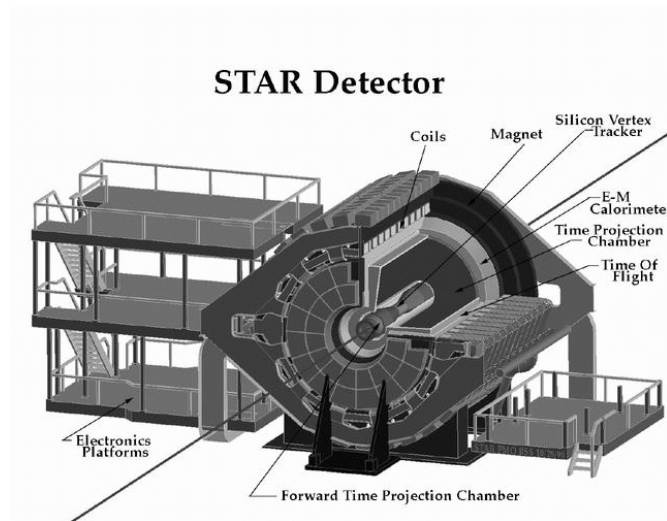 STAR Detector
Silicon Vertex
Tracker
Magnet
Coils
E-M
Calorimete
Time Projection
Chamber
Time Of
Flight
Electronics
Platforms
Forward Time Projection Chamber